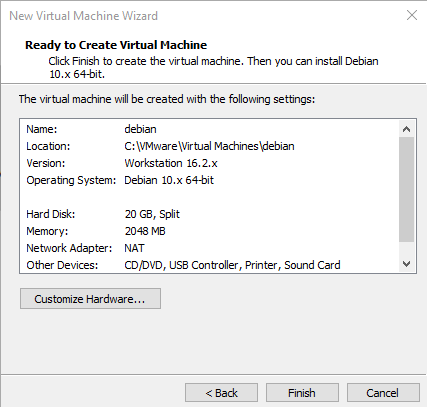 New Virtual Machine Wizard
Ready to Create Virtual Machine
Click Finish to create the virtual machine. Then you can install Debian
10.x 64-bit.
The virtual machine will be created with the following settings:
Name: debian
Location: C:\VMware\Virtual Machines\debian
Version: Workstation 16.2.x
Operating System: Debian 10.x 64-bit
Hard Disk: 20 GB, Split
Memory: 2048 MB
Network Adapter: NAT
Other Devices: CD/DVD, USB Controller, Printer, Sound Card
Customize Hardware...
< Back Finish Cancel